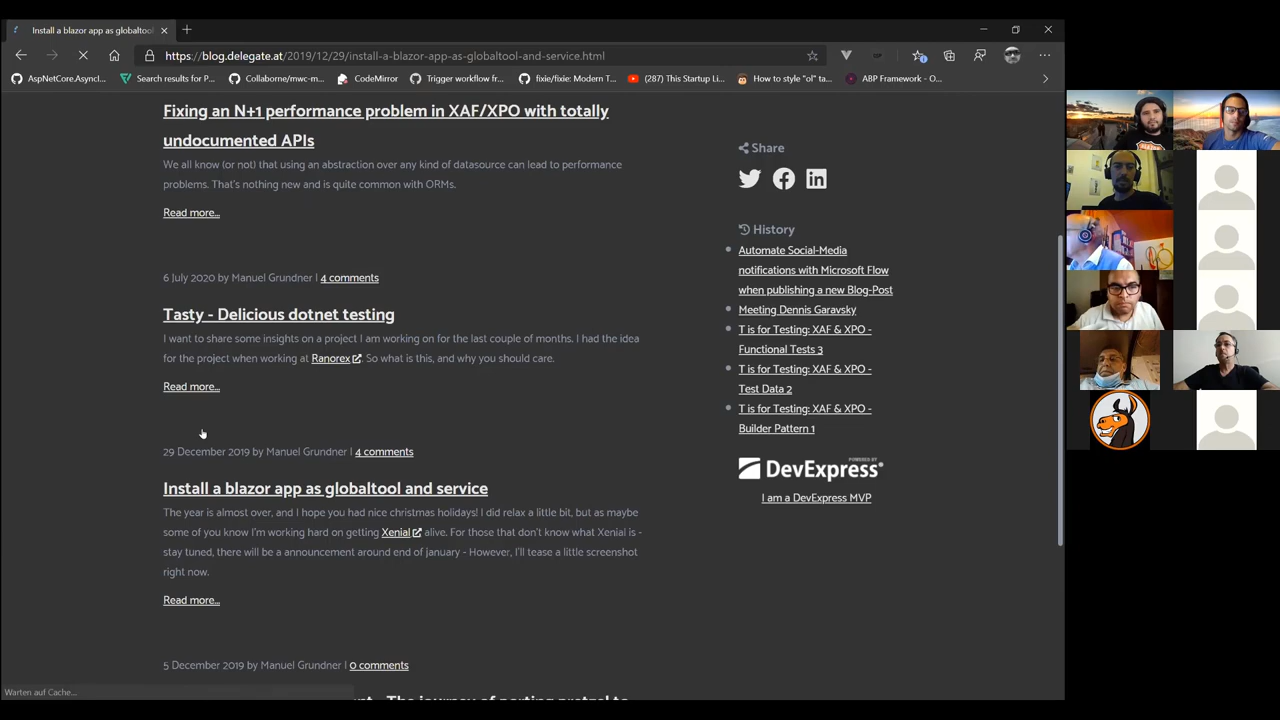 Install a blazor app as globaltool
https://blog.delegate.at/2019/12/29/install-a-blazor-app-as-globaltool-and-service.html
AspNetCore.Asyncl...
Search results for P...
Collaborne/mwc-m...
CodeMirror
Trigger workflow fr...
fixie/fixie: Modern T...
(287) This Startup Li...
How to style "ol" ta...
ABP Framework - O...
Fixing an N+1 performance problem in XAF/XPO with totally
undocumented APIs
We all know (or not) that using an abstraction over any kind of datasource can lead to performance
problems. That's nothing new and is quite common with ORMs.
Read more...
6 July 2020 by Manuel Grundner | 4 comments
Tasty - Delicious dotnet testing
I want to share some insights on a project I am working on for the last couple of months. I had the idea
for the project when working at Ranorex. So what is this, and why you should care.
Read more...
29 December 2019 by Manuel Grundner | 4 comments
Install a blazor app as globaltool and service
The year is almost over, and I hope you had nice christmas holidays! I did relax a little bit, but as maybe
some of you know I'm working hard on getting Xenial alive. For those that don't know what Xenial is -
stay tuned, there will be a announcement around end of january - However, I'll tease a little screenshot
right now.
Read more...
5 December 2019 by Manuel Grundner | 0 comments
The journey of porting pretzel to
Warten auf Cache...
Share
History
Automate Social-Media
notifications with Microsoft Flow
when publishing a new Blog-Post
Meeting Dennis Garavsky
T is for Testing: XAF & XPO -
Functional Tests 3
T is for Testing: XAF & XPO -
Test Data 2
T is for Testing: XAF & XPO -
Builder Pattern 1
POWERED BY
DevExpress
I am a DevExpress MVP